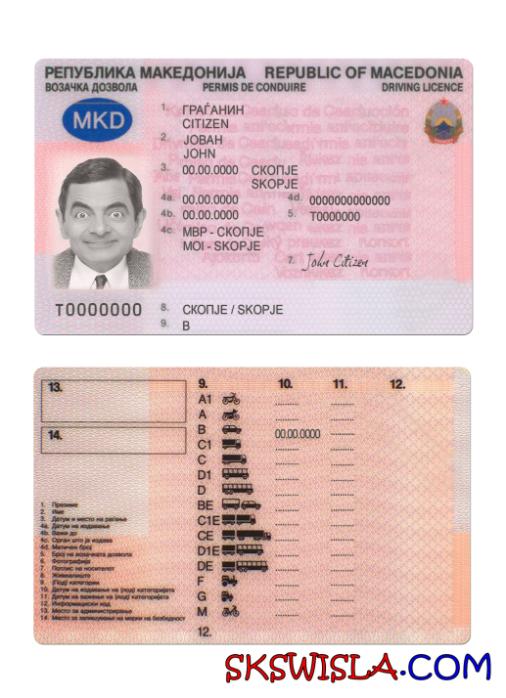 РЕПУБЛИКА МАКЕДОНИЈА REPUBLIC OF MACEDONIA
ВОЗАЧКА ДОЗВОЛА PERMIS DE CONDUIRE DRIVING LICENCE
MKD
1. ГРАЃАНИН
CITIZEN
2. ЈОВАН
JOHN
3. 00.00.0000 СКОПЈЕ
SKOPJE
4a. 00.00.0000 4d. 0000000000000
4b. 00.00.0000 5. T0000000
4c. МВР - СКОПЈЕ
MOI - SKOPJE
7. John Citizen
T0000000
8. СКОПЈЕ / SKOPJE
9. B
13. 9. 10. 11. 12.
A1
A
14. B 00.00.0000
C1
C
D1
D
BE
C1E
CE
D1E
DE
F
G
M
12.
1. Презиме
2. Име
3. Датум и место на раѓање
4a. Датум на издавање
4b. Важи до
4c. Орган што ја издава
4d. Матичен број
5. Број на возачката дозвола
6. Фотографија
7. Потпис на носителот
8. Живеалиште
9. (Под) категории
10. Датум на издавање на (под) категоријата
11. Датум на важење на (под) категоријата
12. Информативен код
13. Место за администрирање
14. Место за запишување на мерки на безбедност
SKSWISLA.COM